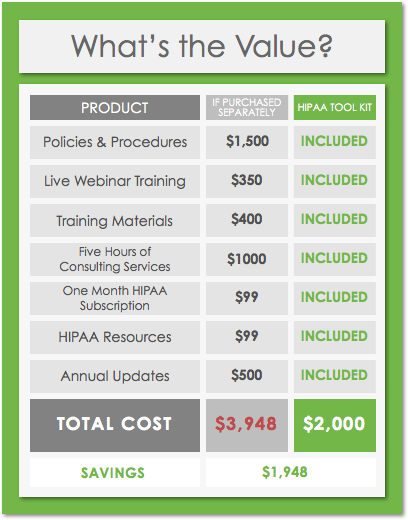 What's the Value?
PRODUCT
IF PURCHASED
SEPARATELY
HIPAA TOOL KIT
Policies & Procedures
$1,500
INCLUDED
Live Webinar Training
$350
INCLUDED
Training Materials
$400
INCLUDED
Five Hours of
Consulting Services
$1000
INCLUDED
One Month HIPAA
Subscription
$99
INCLUDED
HIPAA Resources
$99
INCLUDED
Annual Updates
$500
INCLUDED
TOTAL COST
$3,948
$2,000
SAVINGS
$1,948